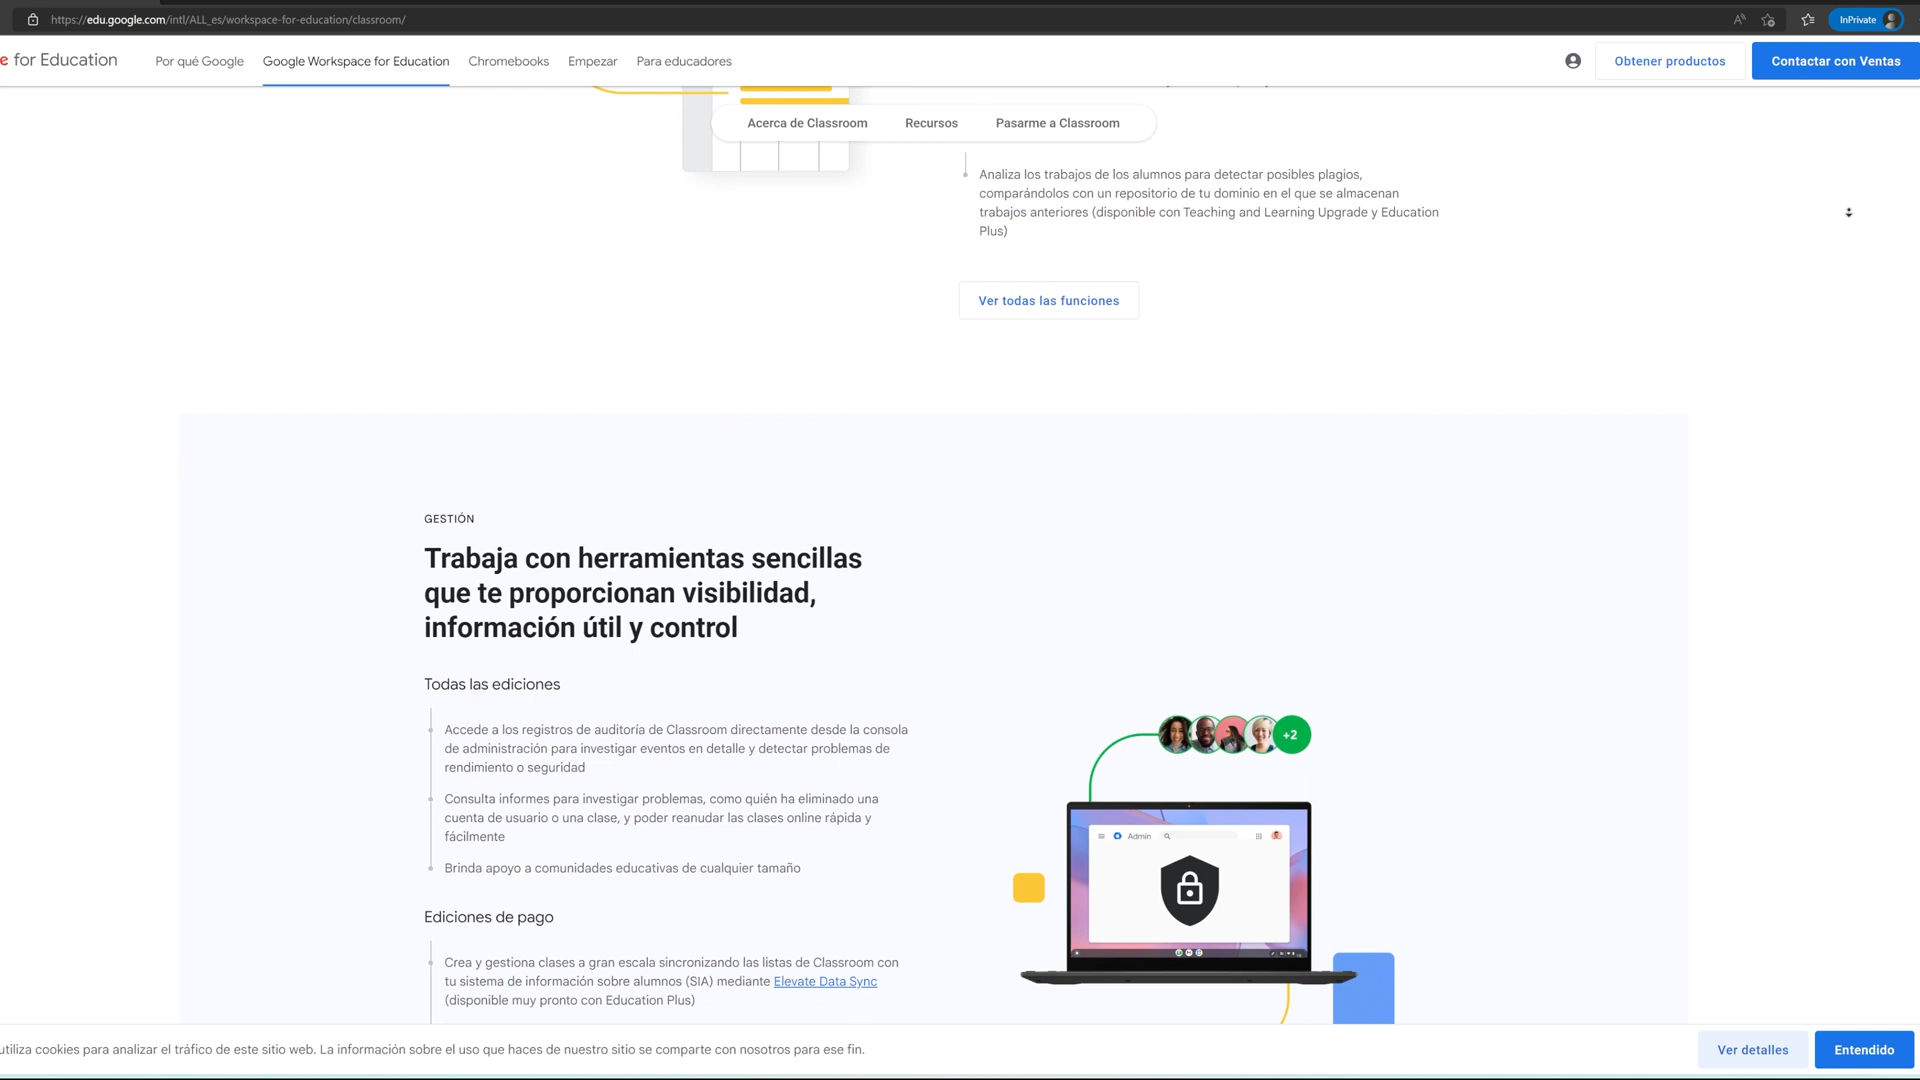 https://edu.google.com/intl/ALL_es/workspace-for-education/classroom/
InPrivate
e for Education
Por qué Google
Google Workspace for Education
Chromebooks
Empezar
Para educadores
Obtener productos
Contactar con Ventas
Acerca de Classroom
Recursos
Pasarme a Classroom
Analiza los trabajos de los alumnos para detectar posibles plagios,
comparándolos con un repositorio de tu dominio en el que se almacenan
trabajos anteriores (disponible con Teaching and Learning Upgrade y Education
Plus)
Ver todas las funciones
GESTIÓN
Trabaja con herramientas sencillas
que te proporcionan visibilidad,
información útil y control
Todas las ediciones
Accede a los registros de auditoría de Classroom directamente desde la consola
de administración para investigar eventos en detalle y detectar problemas de
rendimiento o seguridad
Consulta informes para investigar problemas, como quién ha eliminado una
cuenta de usuario o una clase, y poder reanudar las clases online rápida y
fácilmente
Brinda apoyo a comunidades educativas de cualquier tamaño
+2
Admin
Ediciones de pago
Crea y gestiona clases a gran escala sincronizando las listas de Classroom con
tu sistema de información sobre alumnos (SIA) mediante Elevate Data Sync
(disponible muy pronto con Education Plus)
utiliza cookies para analizar el tráfico de este sitio web. La información sobre el uso que haces de nuestro sitio se comparte con nosotros para ese fin.
Ver detalles
Entendido